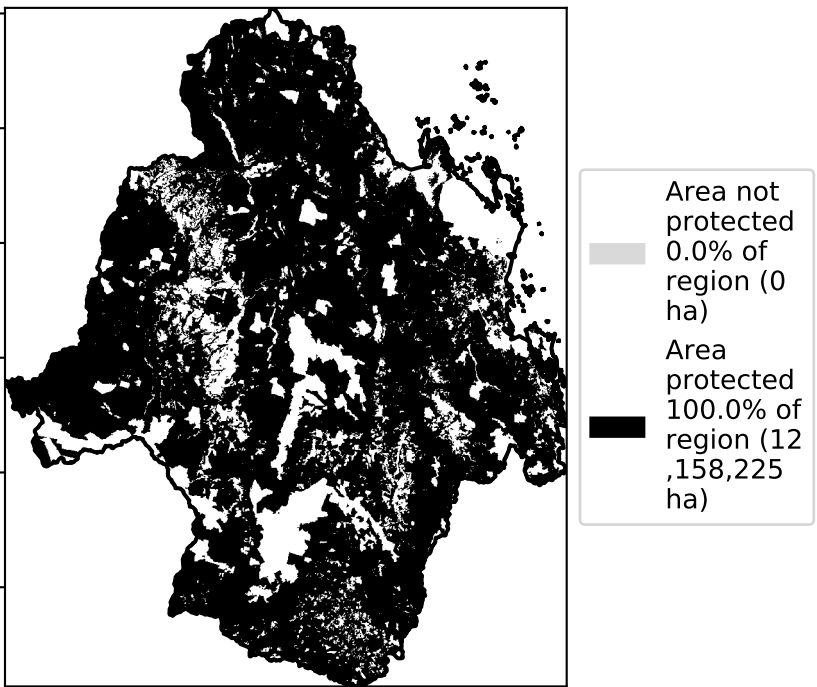 Area not
protected
0.0% of
region (0
ha)
Area
protected
100.0% of
region (12
,158,225
ha)